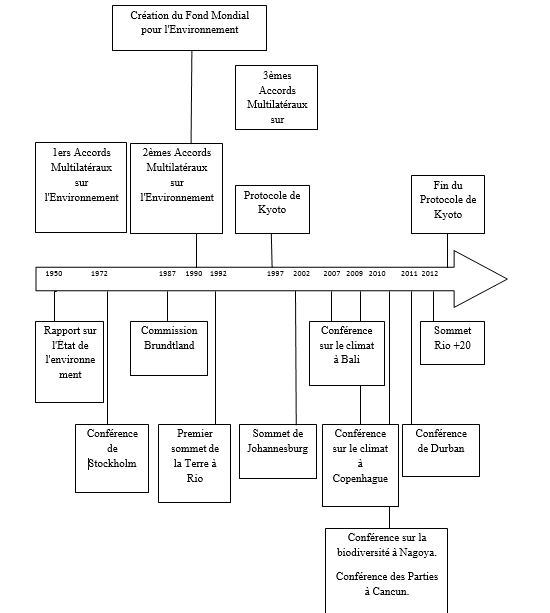 Création du Fond Mondial
pour l'Environnement
3èmes
Accords
Multilatéraux
sur
1ers Accords
Multilatéraux
sur
l'Environnement
2èmes Accords
Multilatéraux
sur
l'Environnement
Protocole de
Kyoto
Fin du
Protocole de
Kyoto
1950 1972 1987 1990 1992 1997 2002 2007 2009 2010 2011 2012
Rapport sur
l'Etat de
l'environne
ment
Commission
Brundtland
Conférence
sur le climat
à Bali
Sommet
Rio +20
Conférence
de
Stockholm
Premier
sommet de
la Terre à
Rio
Sommet de
Johannesburg
Conférence
sur le climat
à
Copenhague
Conférence
de Durban
Conférence sur la
biodiversité à Nagoya.
Conférence des Parties
à Cancun.